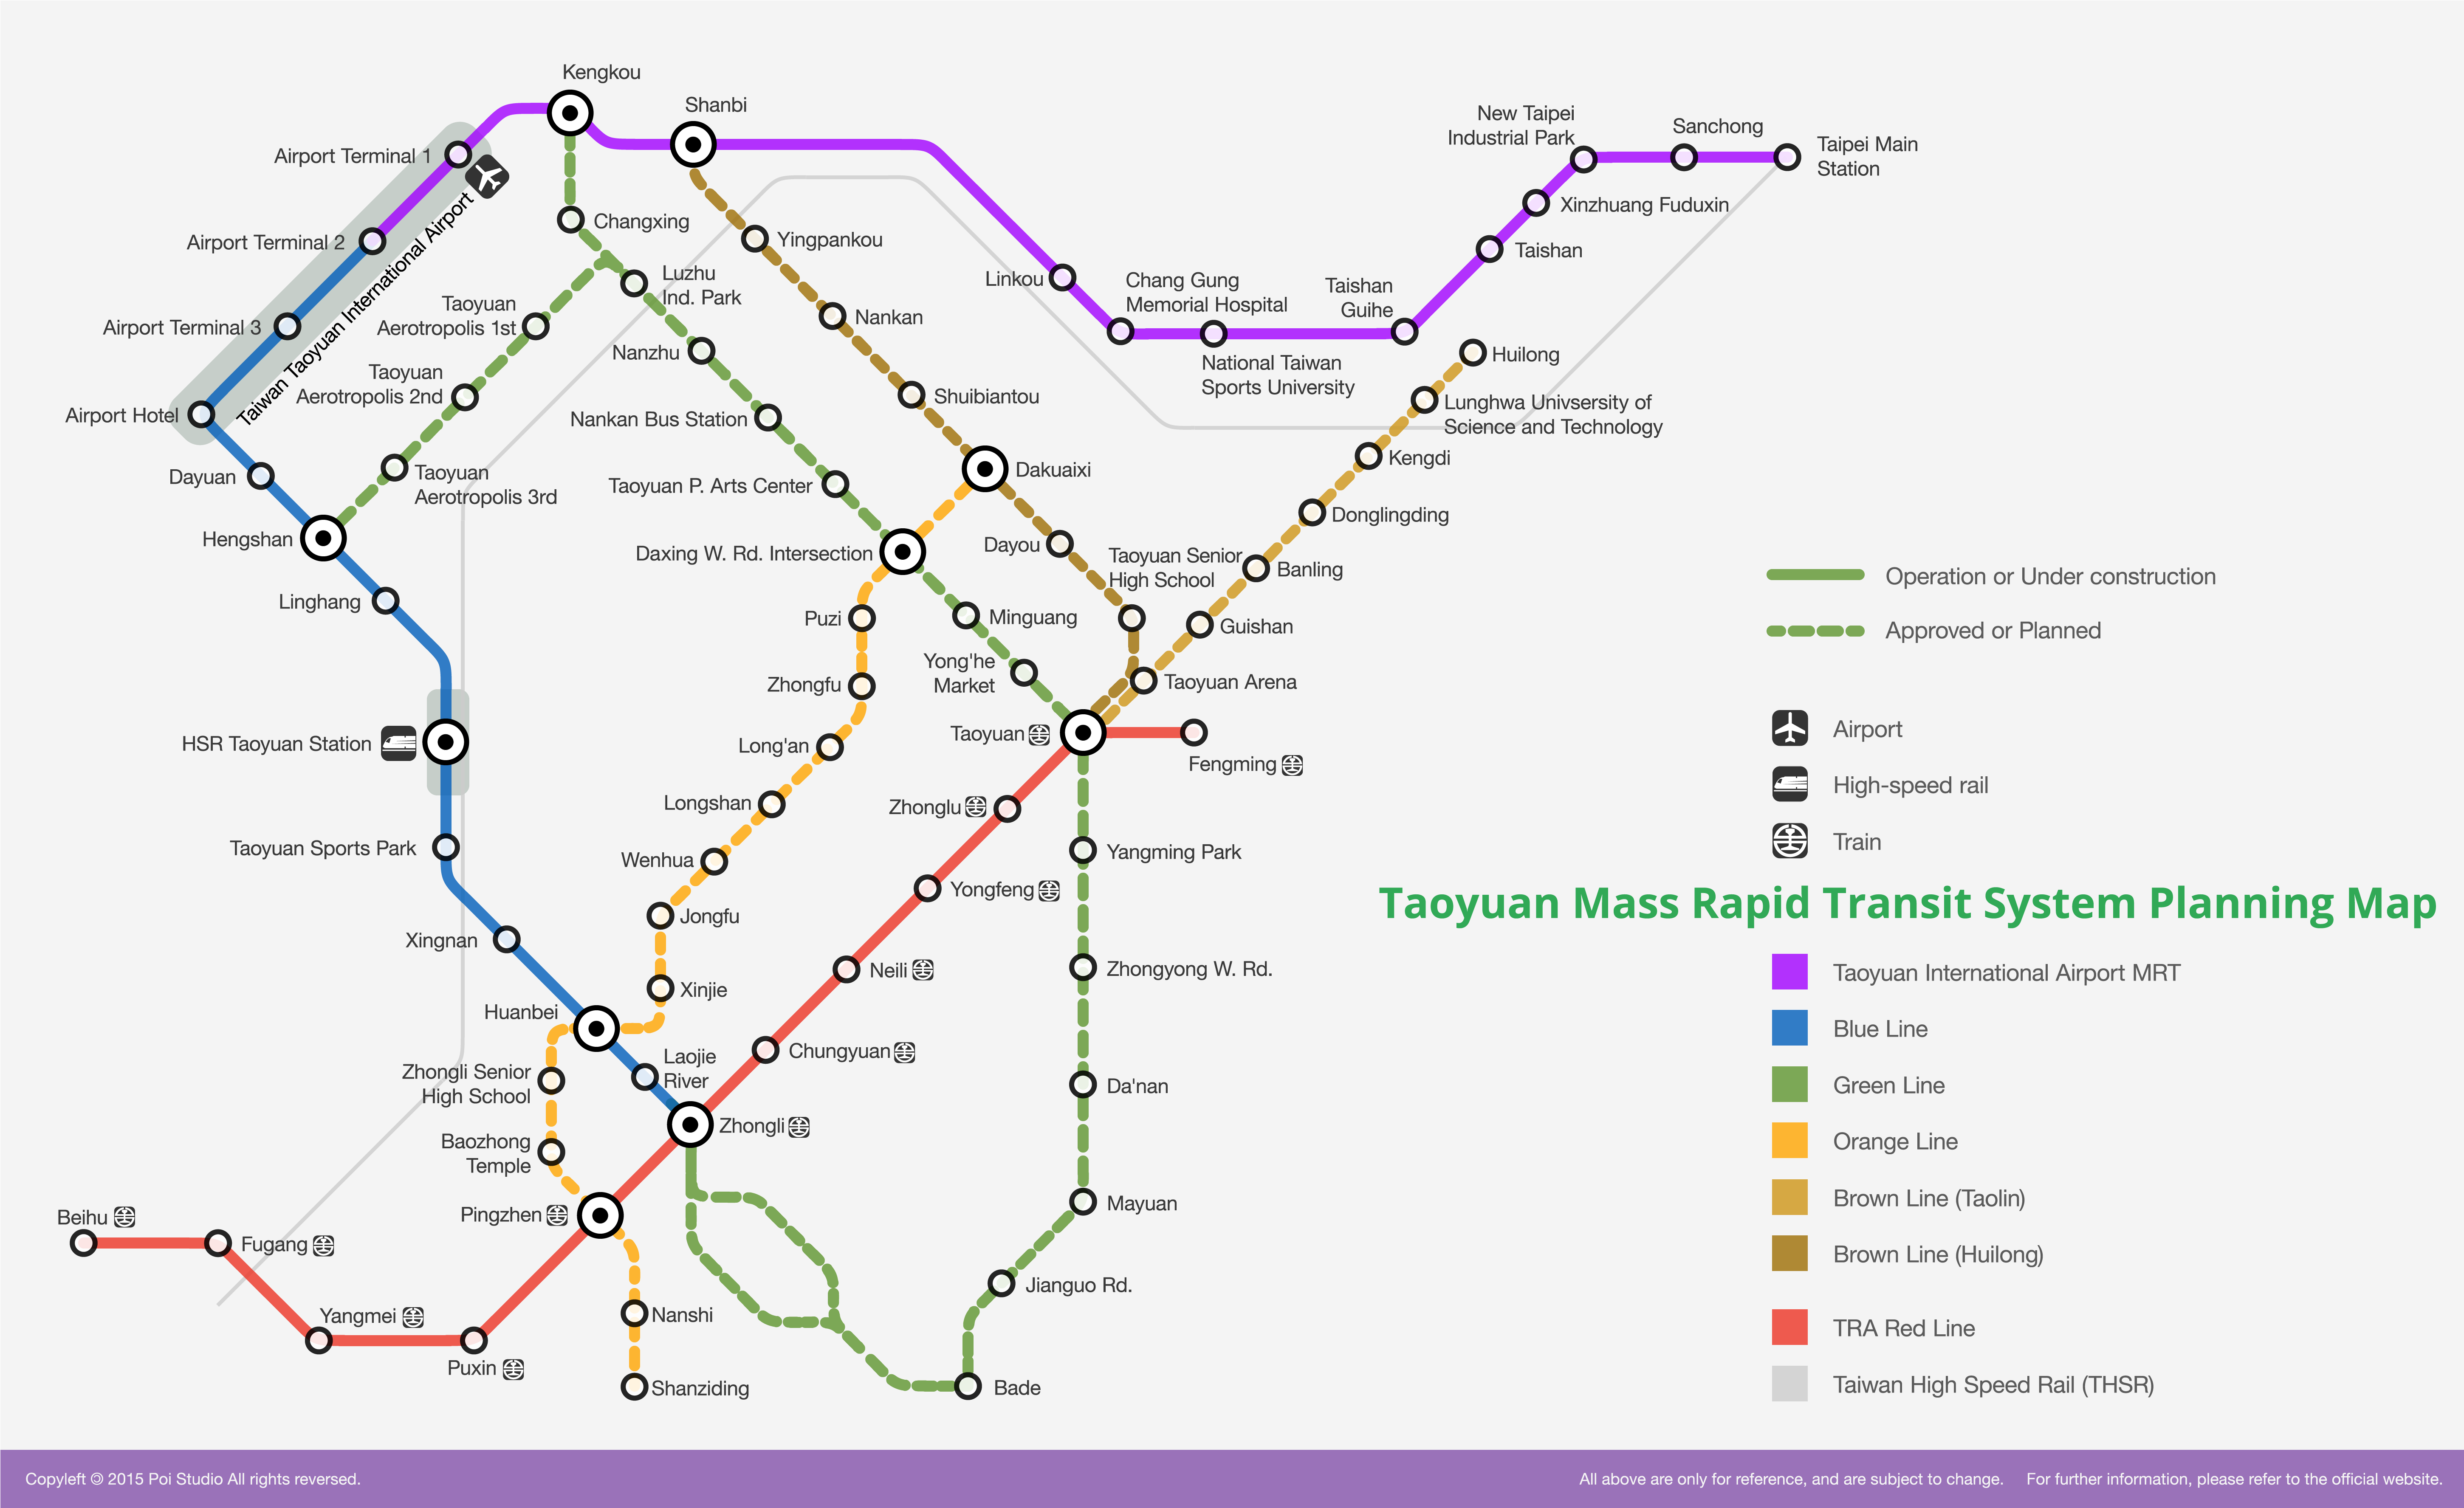 Kengkou
Shanbi
New Taipei
Industrial Park
Sanchong
Taipei Main
Station
Airport Terminal 1
Xinzhuang Fuduxin
Changxing
Yingpankou
Airport Terminal 2
Taishan
Taiwan Taoyuan International Airport
Luzhu
Ind. Park
Linkou
Chang Gung
Memorial Hospital
Taishan
Guihe
Taoyuan
Aerotropolis 1st
Airport Terminal 3
Nankan
Nanzhu
National Taiwan
Sports University
Huilong
Taoyuan
Aerotropolis 2nd
Shuibiantou
Lunghwa Univsersity of
Science and Technology
Airport Hotel
Nankan Bus Station
Kengdi
Dayuan
Taoyuan
Aerotropolis 3rd
Taoyuan P. Arts Center
Dakuaixi
Donglingding
Hengshan
Daxing W. Rd. Intersection
Dayou
Taoyuan Senior
High School
Banling
Operation or Under construction
Linghang
Puzi
Minguang
Guishan
Approved or Planned
Zhongfu
Yong'he
Market
Taoyuan Arena
HSR Taoyuan Station
Long'an
Taoyuan
Fengming
Airport
Longshan
Zhonglu
High-speed rail
Taoyuan Sports Park
Wenhua
Yangming Park
Train
Jongfu
Yongfeng
Taoyuan Mass Rapid Transit System Planning Map
Xingnan
Neili
Zhongyong W. Rd.
Taoyuan International Airport MRT
Xinjie
Huanbei
Blue Line
Laojie
River
Chungyuan
Zhongli Senior
High School
Da'nan
Green Line
Zhongli
Baozhong
Temple
Orange Line
Pingzhen
Mayuan
Brown Line (Taolin)
Beihu
Fugang
Jianguo Rd.
Brown Line (Huilong)
Yangmei
Nanshi
TRA Red Line
Puxin
Shanziding
Bade
Taiwan High Speed Rail (THSR)
Copyleft 🄯 2015 Poi Studio All rights reversed.
All above are only for reference, and are subject to change. For further information, please refer to the official website.